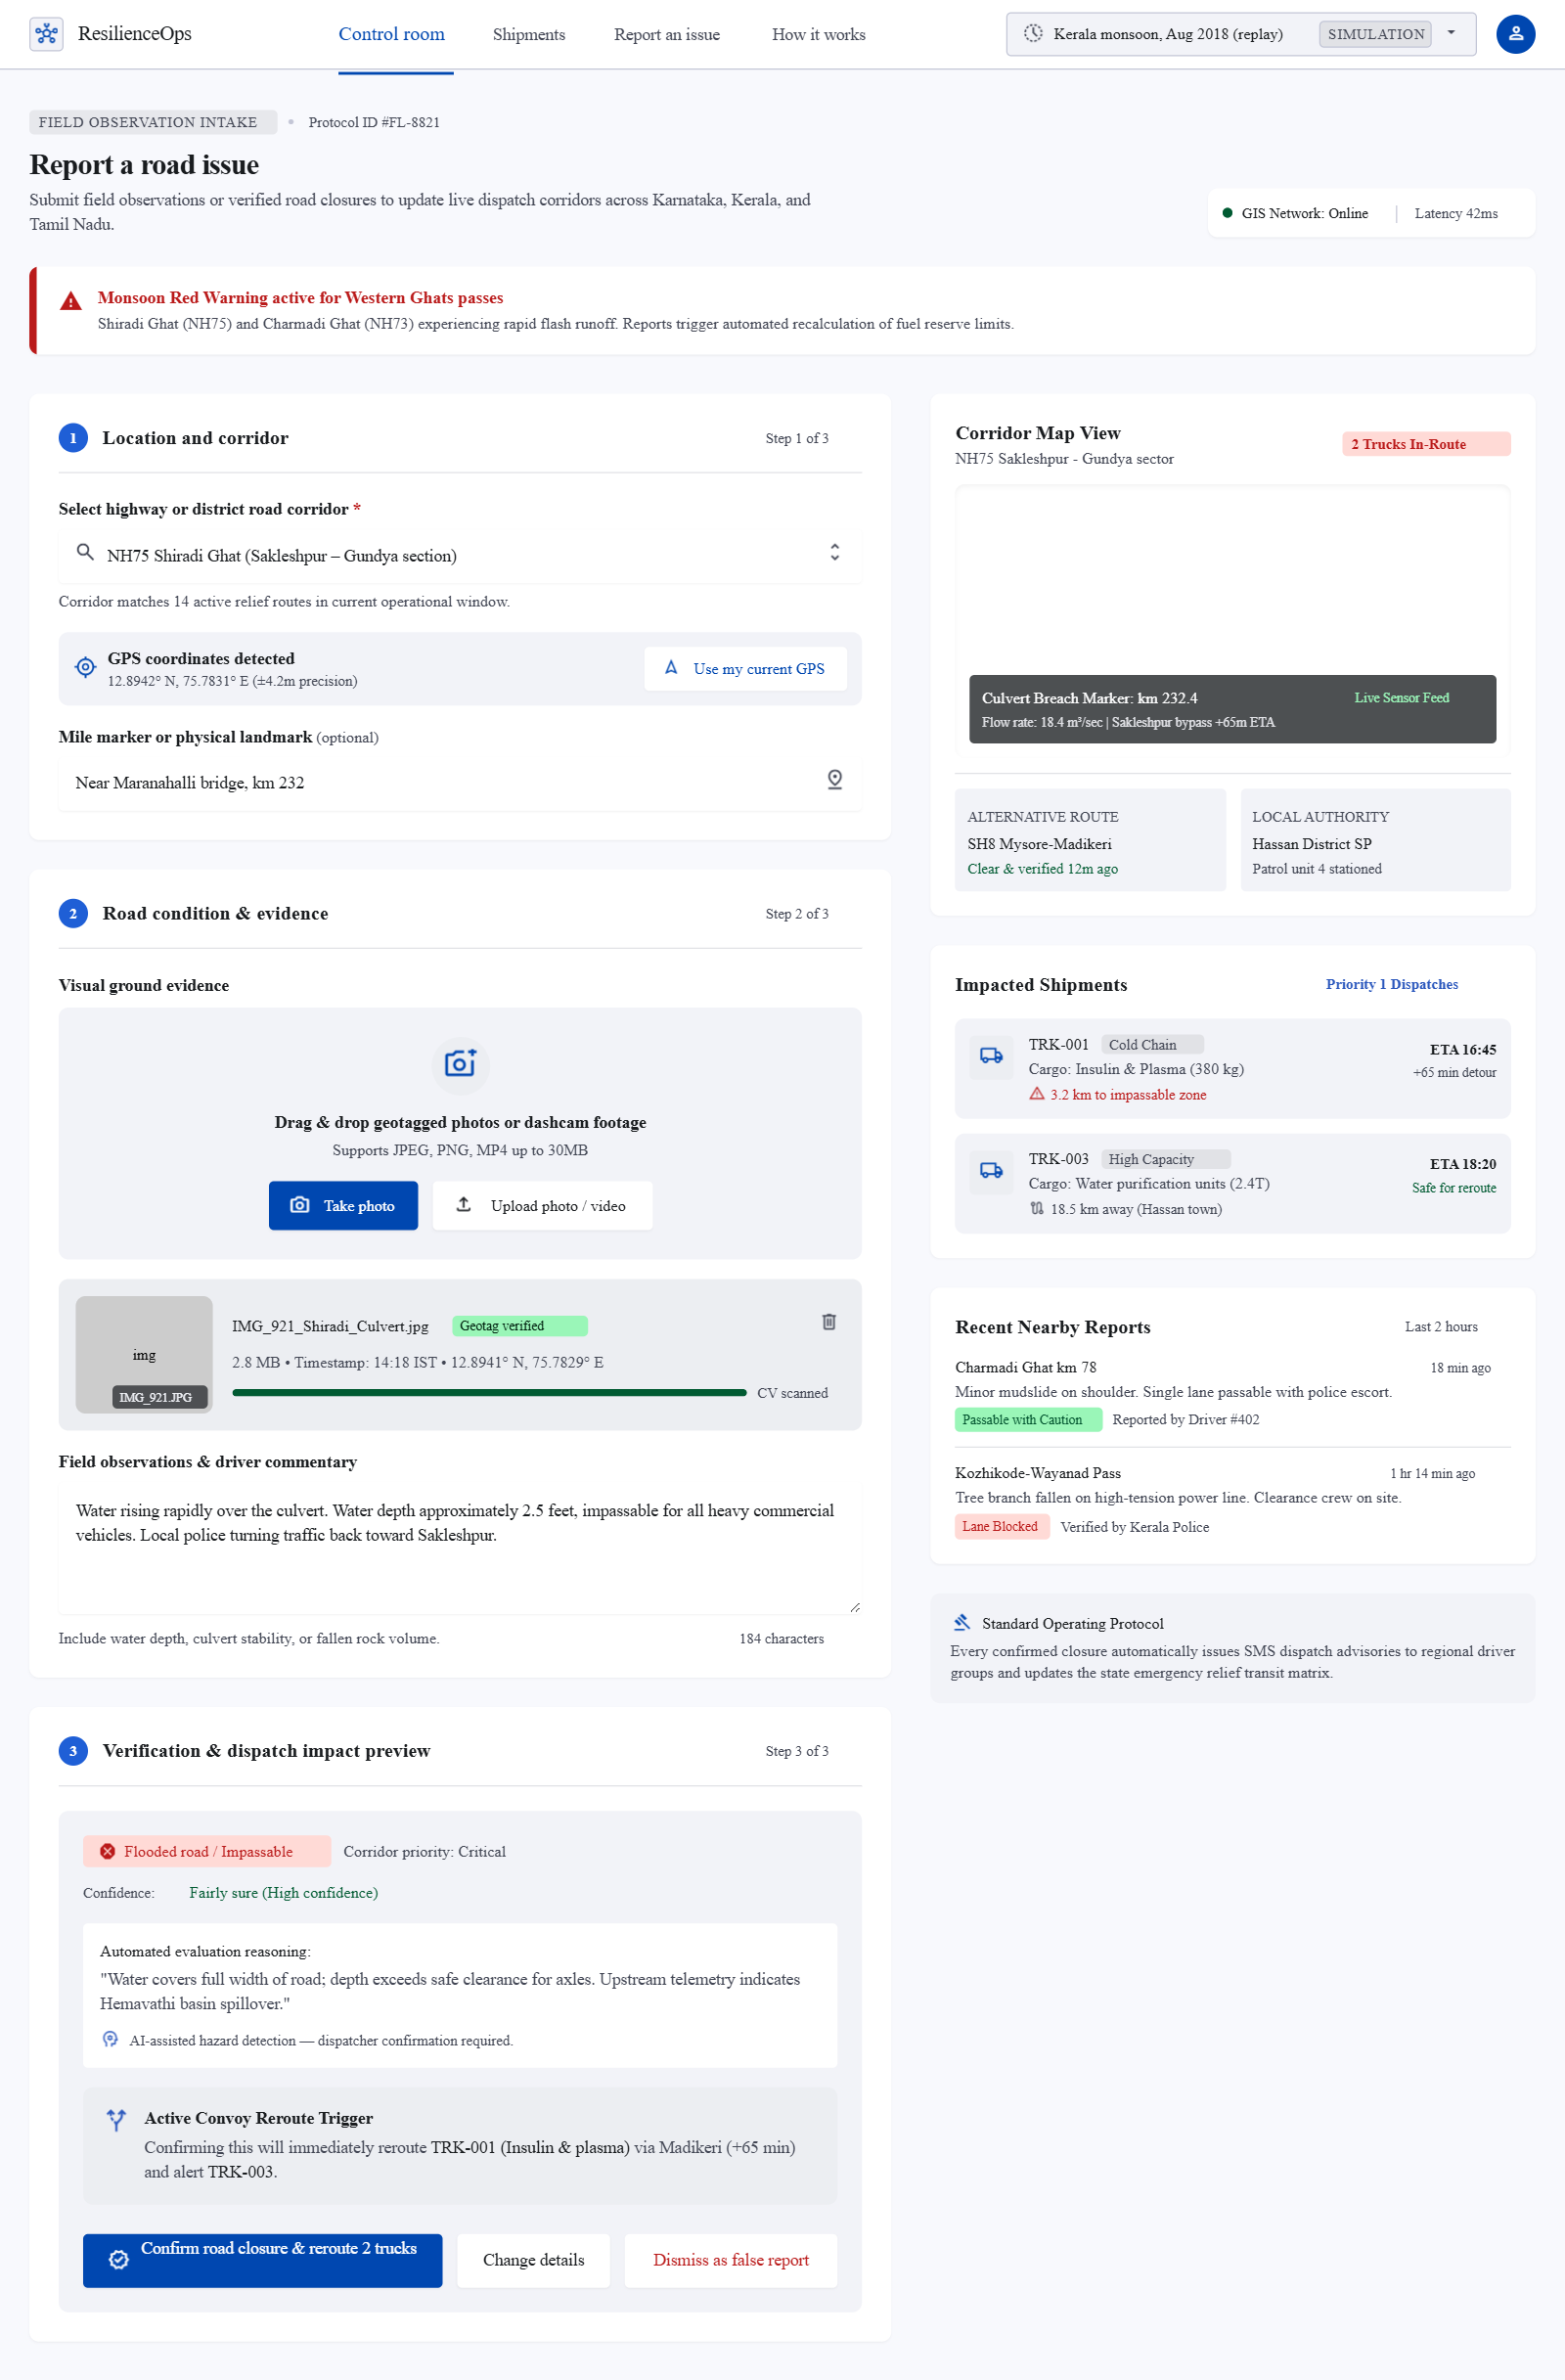 ResilienceOps
Control room
Shipments
Report an issue
How it works
Kerala monsoon, Aug 2018 (replay)
SIMULATION
FIELD OBSERVATION INTAKE
Protocol ID #FL-8821
Report a road issue
Submit field observations or verified road closures to update live dispatch corridors across Karnataka, Kerala, and
Tamil Nadu.
GIS Network: Online
Latency 42ms
Monsoon Red Warning active for Western Ghats passes
Shiradi Ghat (NH75) and Charmadi Ghat (NH73) experiencing rapid flash runoff. Reports trigger automated recalculation of fuel reserve limits.
1
Location and corridor
Step 1 of 3
Select highway or district road corridor *
NH75 Shiradi Ghat (Sakleshpur – Gundya section)
Corridor matches 14 active relief routes in current operational window.
GPS coordinates detected
12.8942° N, 75.7831° E (±4.2m precision)
Use my current GPS
Mile marker or physical landmark (optional)
Near Maranahalli bridge, km 232
2
Road condition & evidence
Step 2 of 3
Visual ground evidence
Drag & drop geotagged photos or dashcam footage
Supports JPEG, PNG, MP4 up to 30MB
Take photo
Upload photo / video
img
IMG_921.JPG
IMG_921_Shiradi_Culvert.jpg
Geotag verified
2.8 MB • Timestamp: 14:18 IST • 12.8941° N, 75.7829° E
CV scanned
Field observations & driver commentary
Water rising rapidly over the culvert. Water depth approximately 2.5 feet, impassable for all heavy commercial
vehicles. Local police turning traffic back toward Sakleshpur.
Include water depth, culvert stability, or fallen rock volume.
184 characters
3
Verification & dispatch impact preview
Step 3 of 3
Flooded road / Impassable
Corridor priority: Critical
Confidence:
Fairly sure (High confidence)
Automated evaluation reasoning:
"Water covers full width of road; depth exceeds safe clearance for axles. Upstream telemetry indicates
Hemavathi basin spillover."
AI-assisted hazard detection — dispatcher confirmation required.
Active Convoy Reroute Trigger
Confirming this will immediately reroute TRK-001 (Insulin & plasma) via Madikeri (+65 min)
and alert TRK-003.
Confirm road closure & reroute 2 trucks
Change details
Dismiss as false report
Corridor Map View
NH75 Sakleshpur - Gundya sector
2 Trucks In-Route
Culvert Breach Marker: km 232.4
Live Sensor Feed
Flow rate: 18.4 m³/sec | Sakleshpur bypass +65m ETA
ALTERNATIVE ROUTE
SH8 Mysore-Madikeri
Clear & verified 12m ago
LOCAL AUTHORITY
Hassan District SP
Patrol unit 4 stationed
Impacted Shipments
Priority 1 Dispatches
TRK-001
Cold Chain
Cargo: Insulin & Plasma (380 kg)
3.2 km to impassable zone
ETA 16:45
+65 min detour
TRK-003
High Capacity
Cargo: Water purification units (2.4T)
18.5 km away (Hassan town)
ETA 18:20
Safe for reroute
Recent Nearby Reports
Last 2 hours
Charmadi Ghat km 78
18 min ago
Minor mudslide on shoulder. Single lane passable with police escort.
Passable with Caution
Reported by Driver #402
Kozhikode-Wayanad Pass
1 hr 14 min ago
Tree branch fallen on high-tension power line. Clearance crew on site.
Lane Blocked
Verified by Kerala Police
Standard Operating Protocol
Every confirmed closure automatically issues SMS dispatch advisories to regional driver
groups and updates the state emergency relief transit matrix.